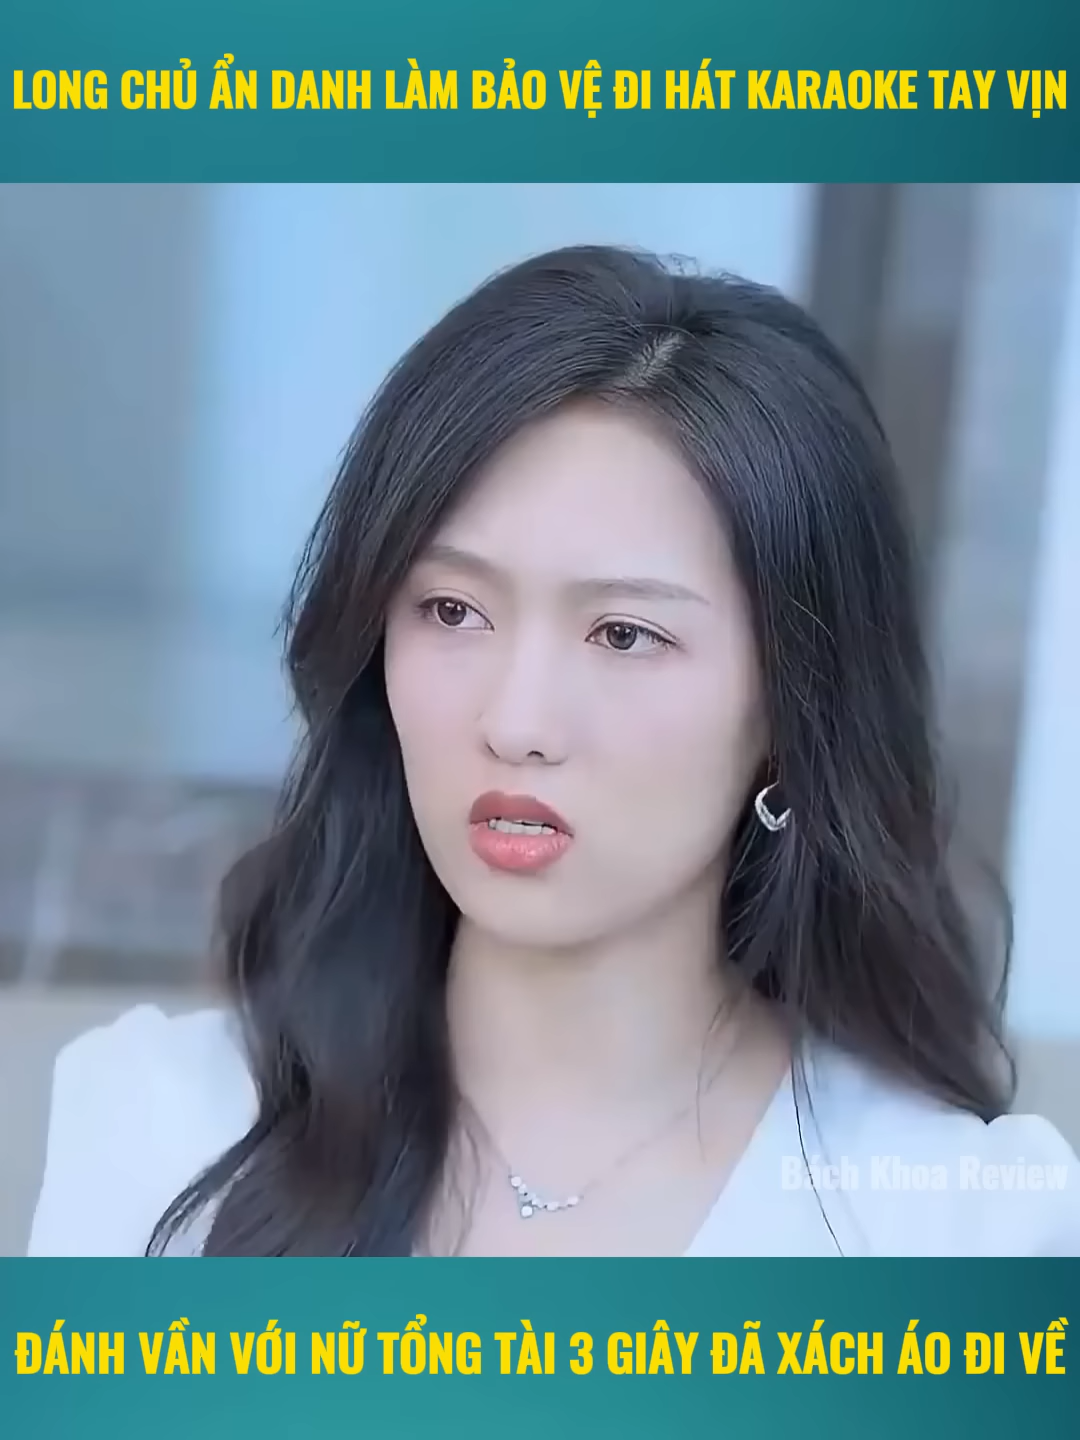 LONG CHỦ ẨN DANH LÀM BẢO VỆ ĐI HÁT KARAOKE TAY VỊN
Bách Khoa Review
ĐÁNH VẦN VỚI NỮ TỔNG TÀI 3 GIÂY ĐÃ XÁCH ÁO ĐI VỀ